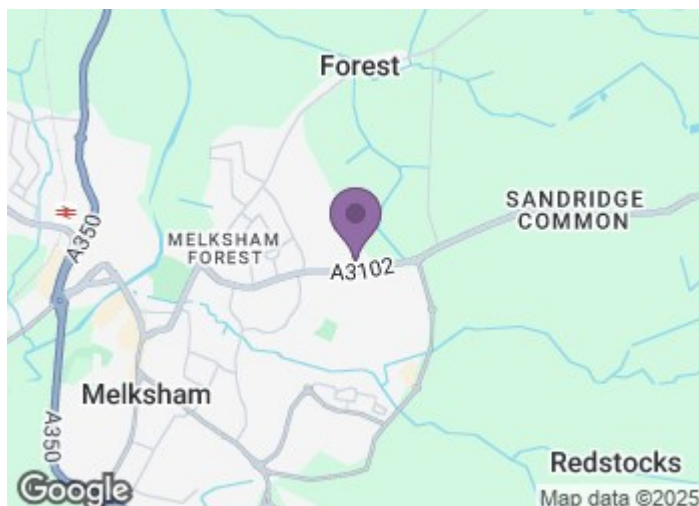 Forest
SANDRIDGE
COMMON
A350
MELKSHAM
FOREST
A3102
Melksham
A350
Redstocks
Google
Map data ©2025